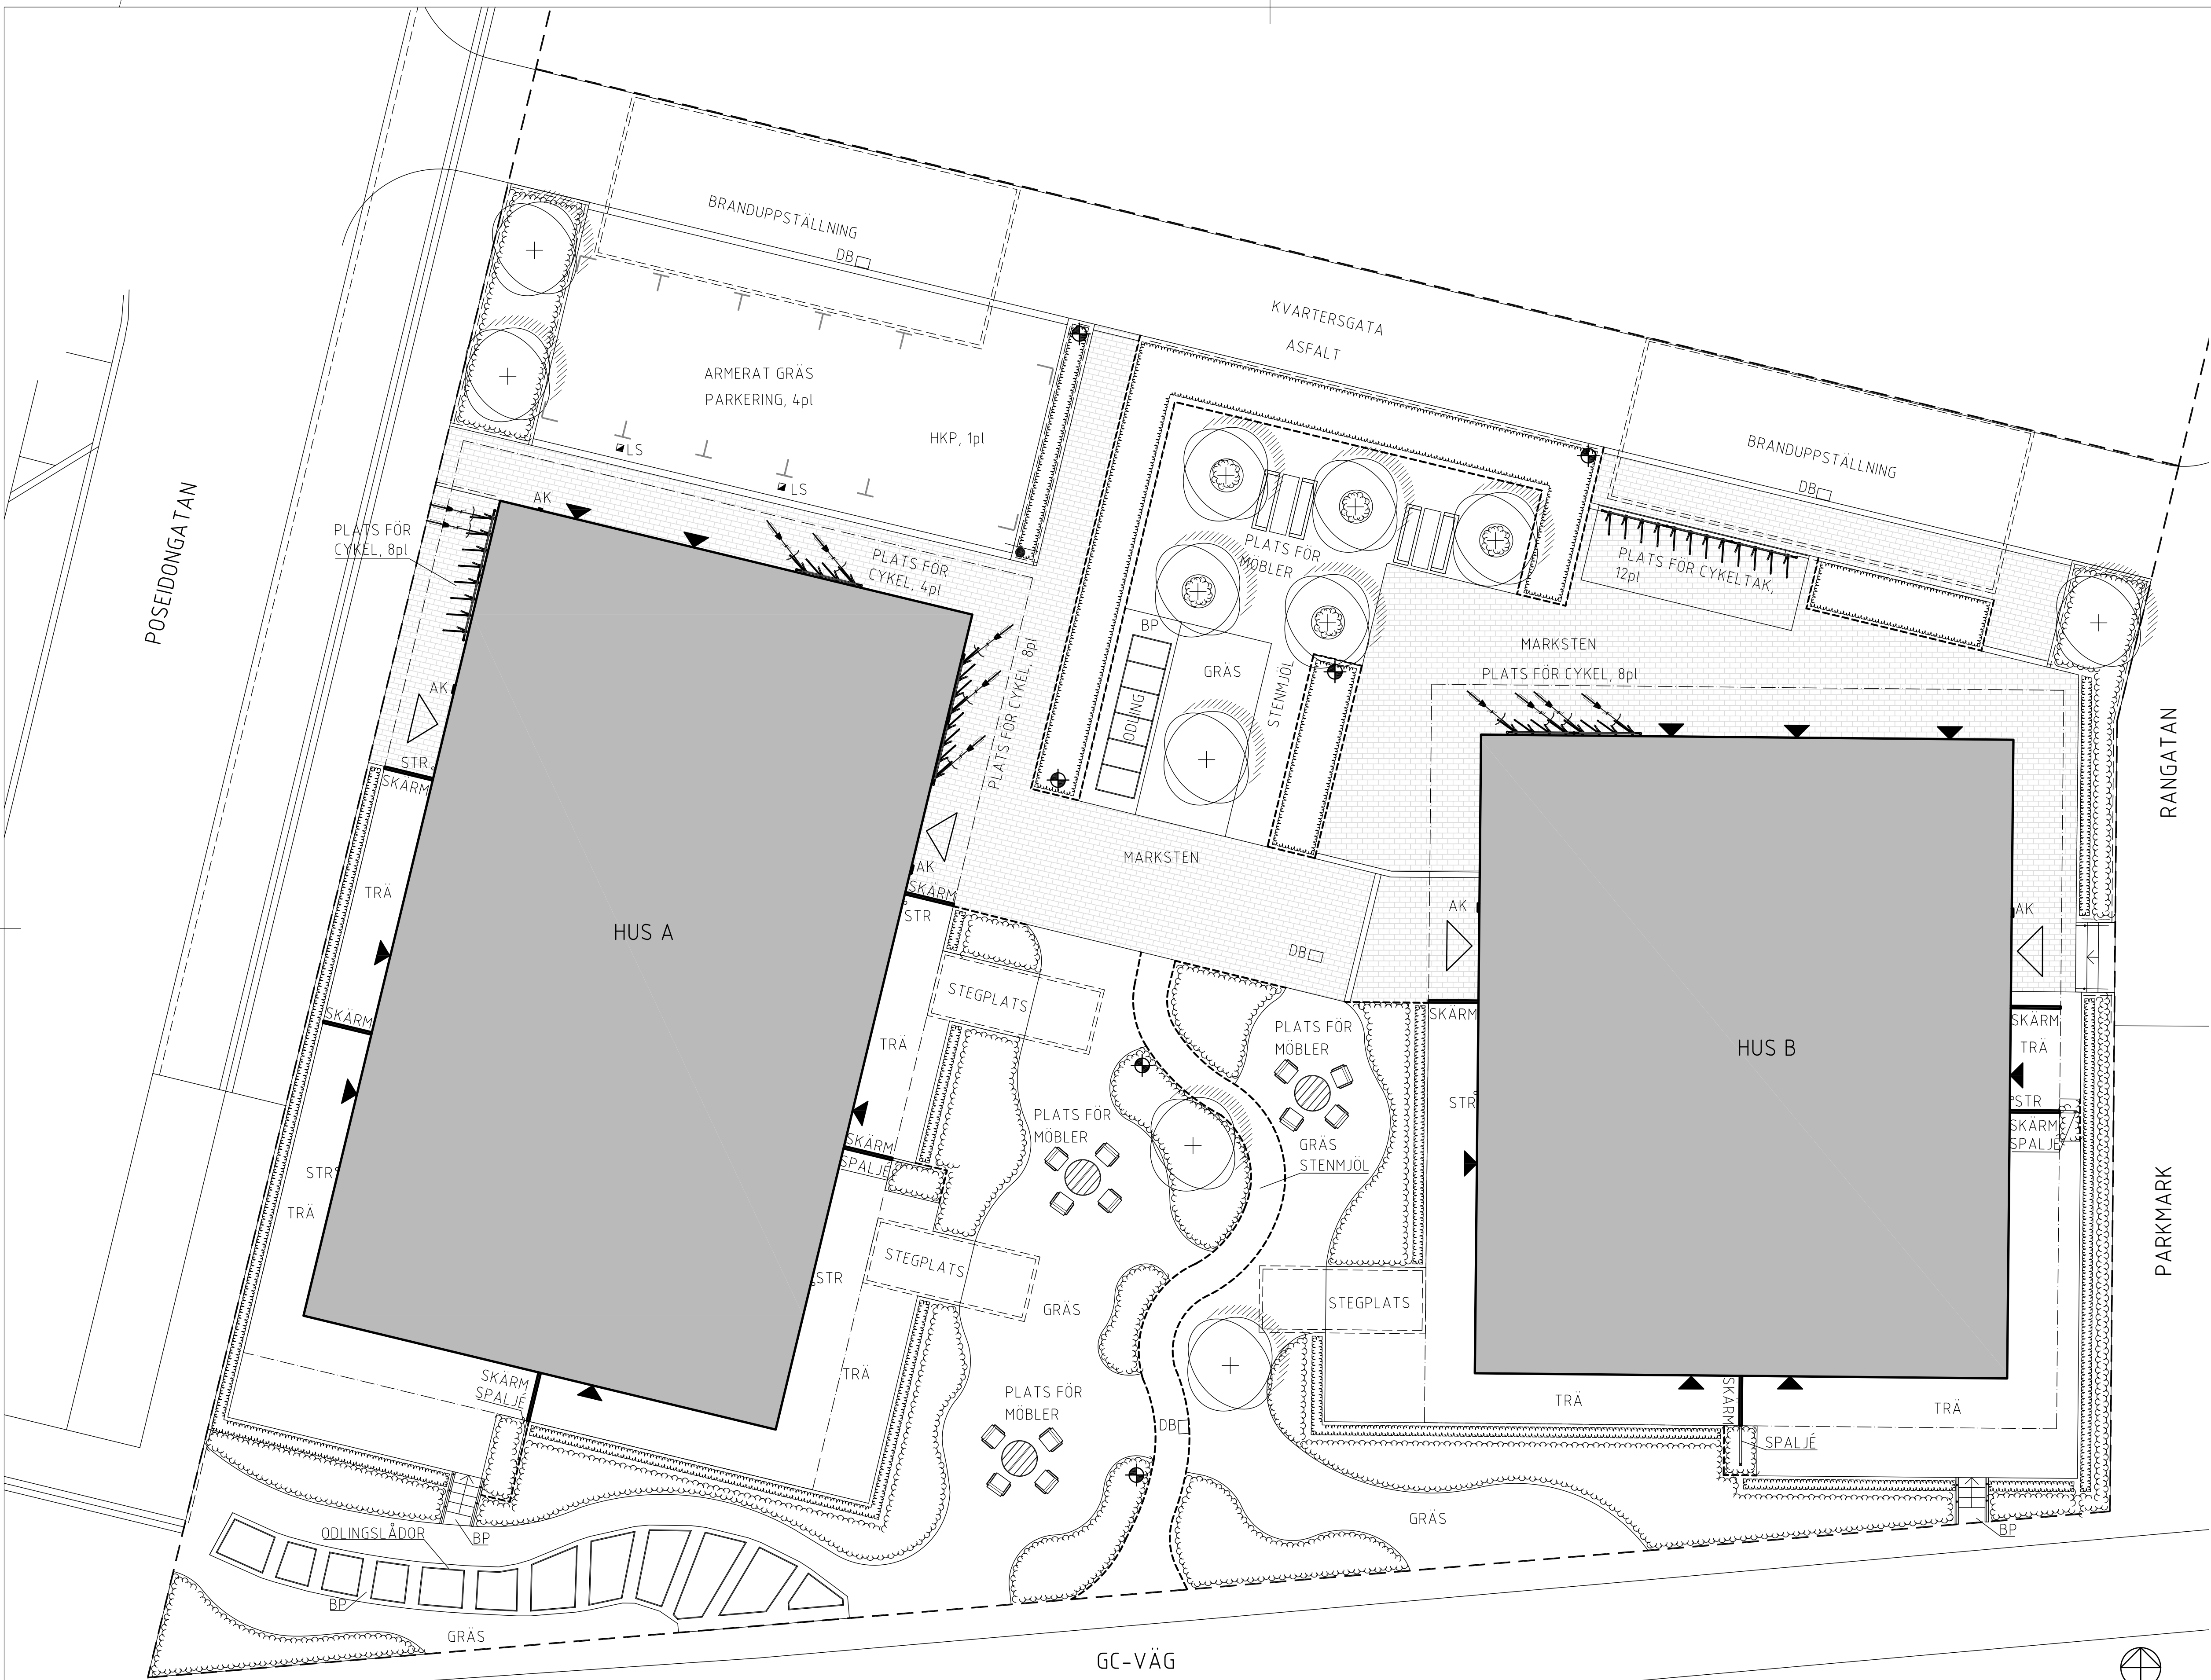 BRANDUPPSTÄLLNING
DB
KVARTERSGATA
ASFALT
ARMERAT GRÄS
PARKERING, 4pl
HKP, 1pl
LS
LS
BRANDUPPSTÄLLNING
DB
POSEIDONGATAN
PLATS FÖR
CYKEL, 8pl
AK
PLATS FÖR
CYKEL, 4pl
PLATS FÖR
MÖBLER
PLATS FÖR CYKELTAK,
12pl
BP
ODLING
GRÄS
STENMJÖL
MARKSTEN
PLATS FÖR CYKEL, 8pl
PLATS FÖR CYKEL, 8pl
AK
STR
SKÄRM
RANGATAN
MARKSTEN
AK
SKÄRM
STR
TRÄ
HUS A
AK
AK
DB
STEGPLATS
SKÄRM
SKÄRM
SKÄRM
TRÄ
PLATS FÖR
MÖBLER
HUS B
TRÄ
STR
STR
PLATS FÖR
MÖBLER
SKÄRM
SPALJÉ
SKÄRM
SPALJÉ
GRÄS
STENMJÖL
PARKMARK
STR
TRÄ
STEGPLATS
STR
GRÄS
STEGPLATS
TRÄ
SKÄRM
SPALJÉ
PLATS FÖR
MÖBLER
TRÄ
SKÄRM
TRÄ
DB
SPALJÉ
ODLINGSLÅDOR
BP
GRÄS
BP
BP
GRÄS
GC-VÄG